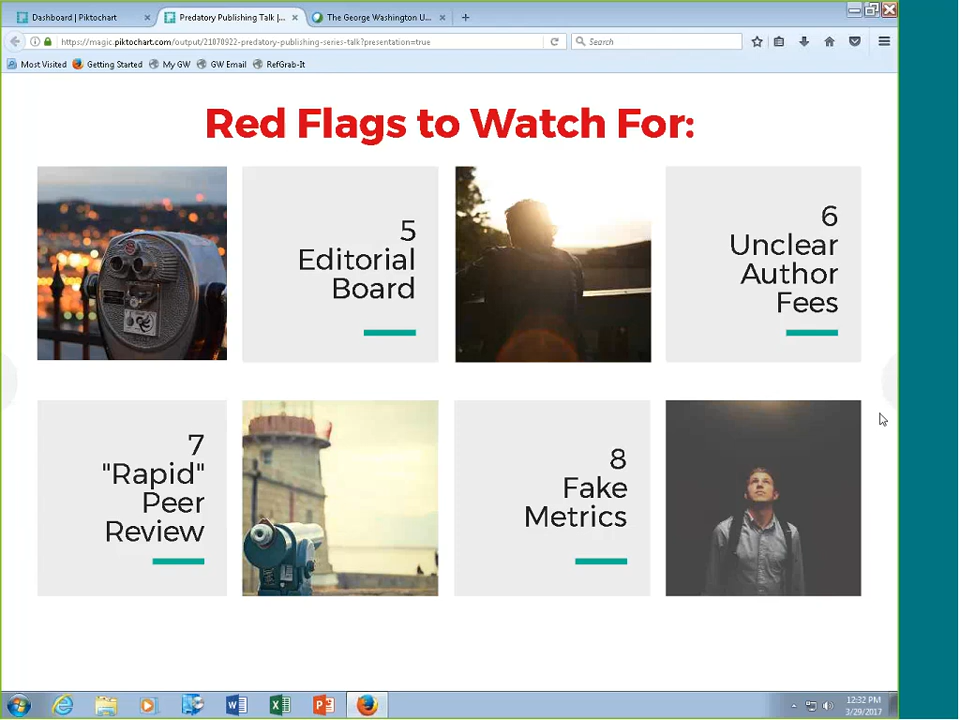 Dashboard | Piktochart
Predatory Publishing Talk |...
The George Washington U...
https://magic.piktochart.com/output/21070922-predatory-publishing-series-talk?presentation=true
Search
Most Visited
Getting Started
My GW
GW Email
RefGrab-It
Red Flags to Watch For:
5
Editorial
Board
6
Unclear
Author
Fees
7
"Rapid"
Peer
Review
8
Fake
Metrics
12:32 PM
3/29/2017